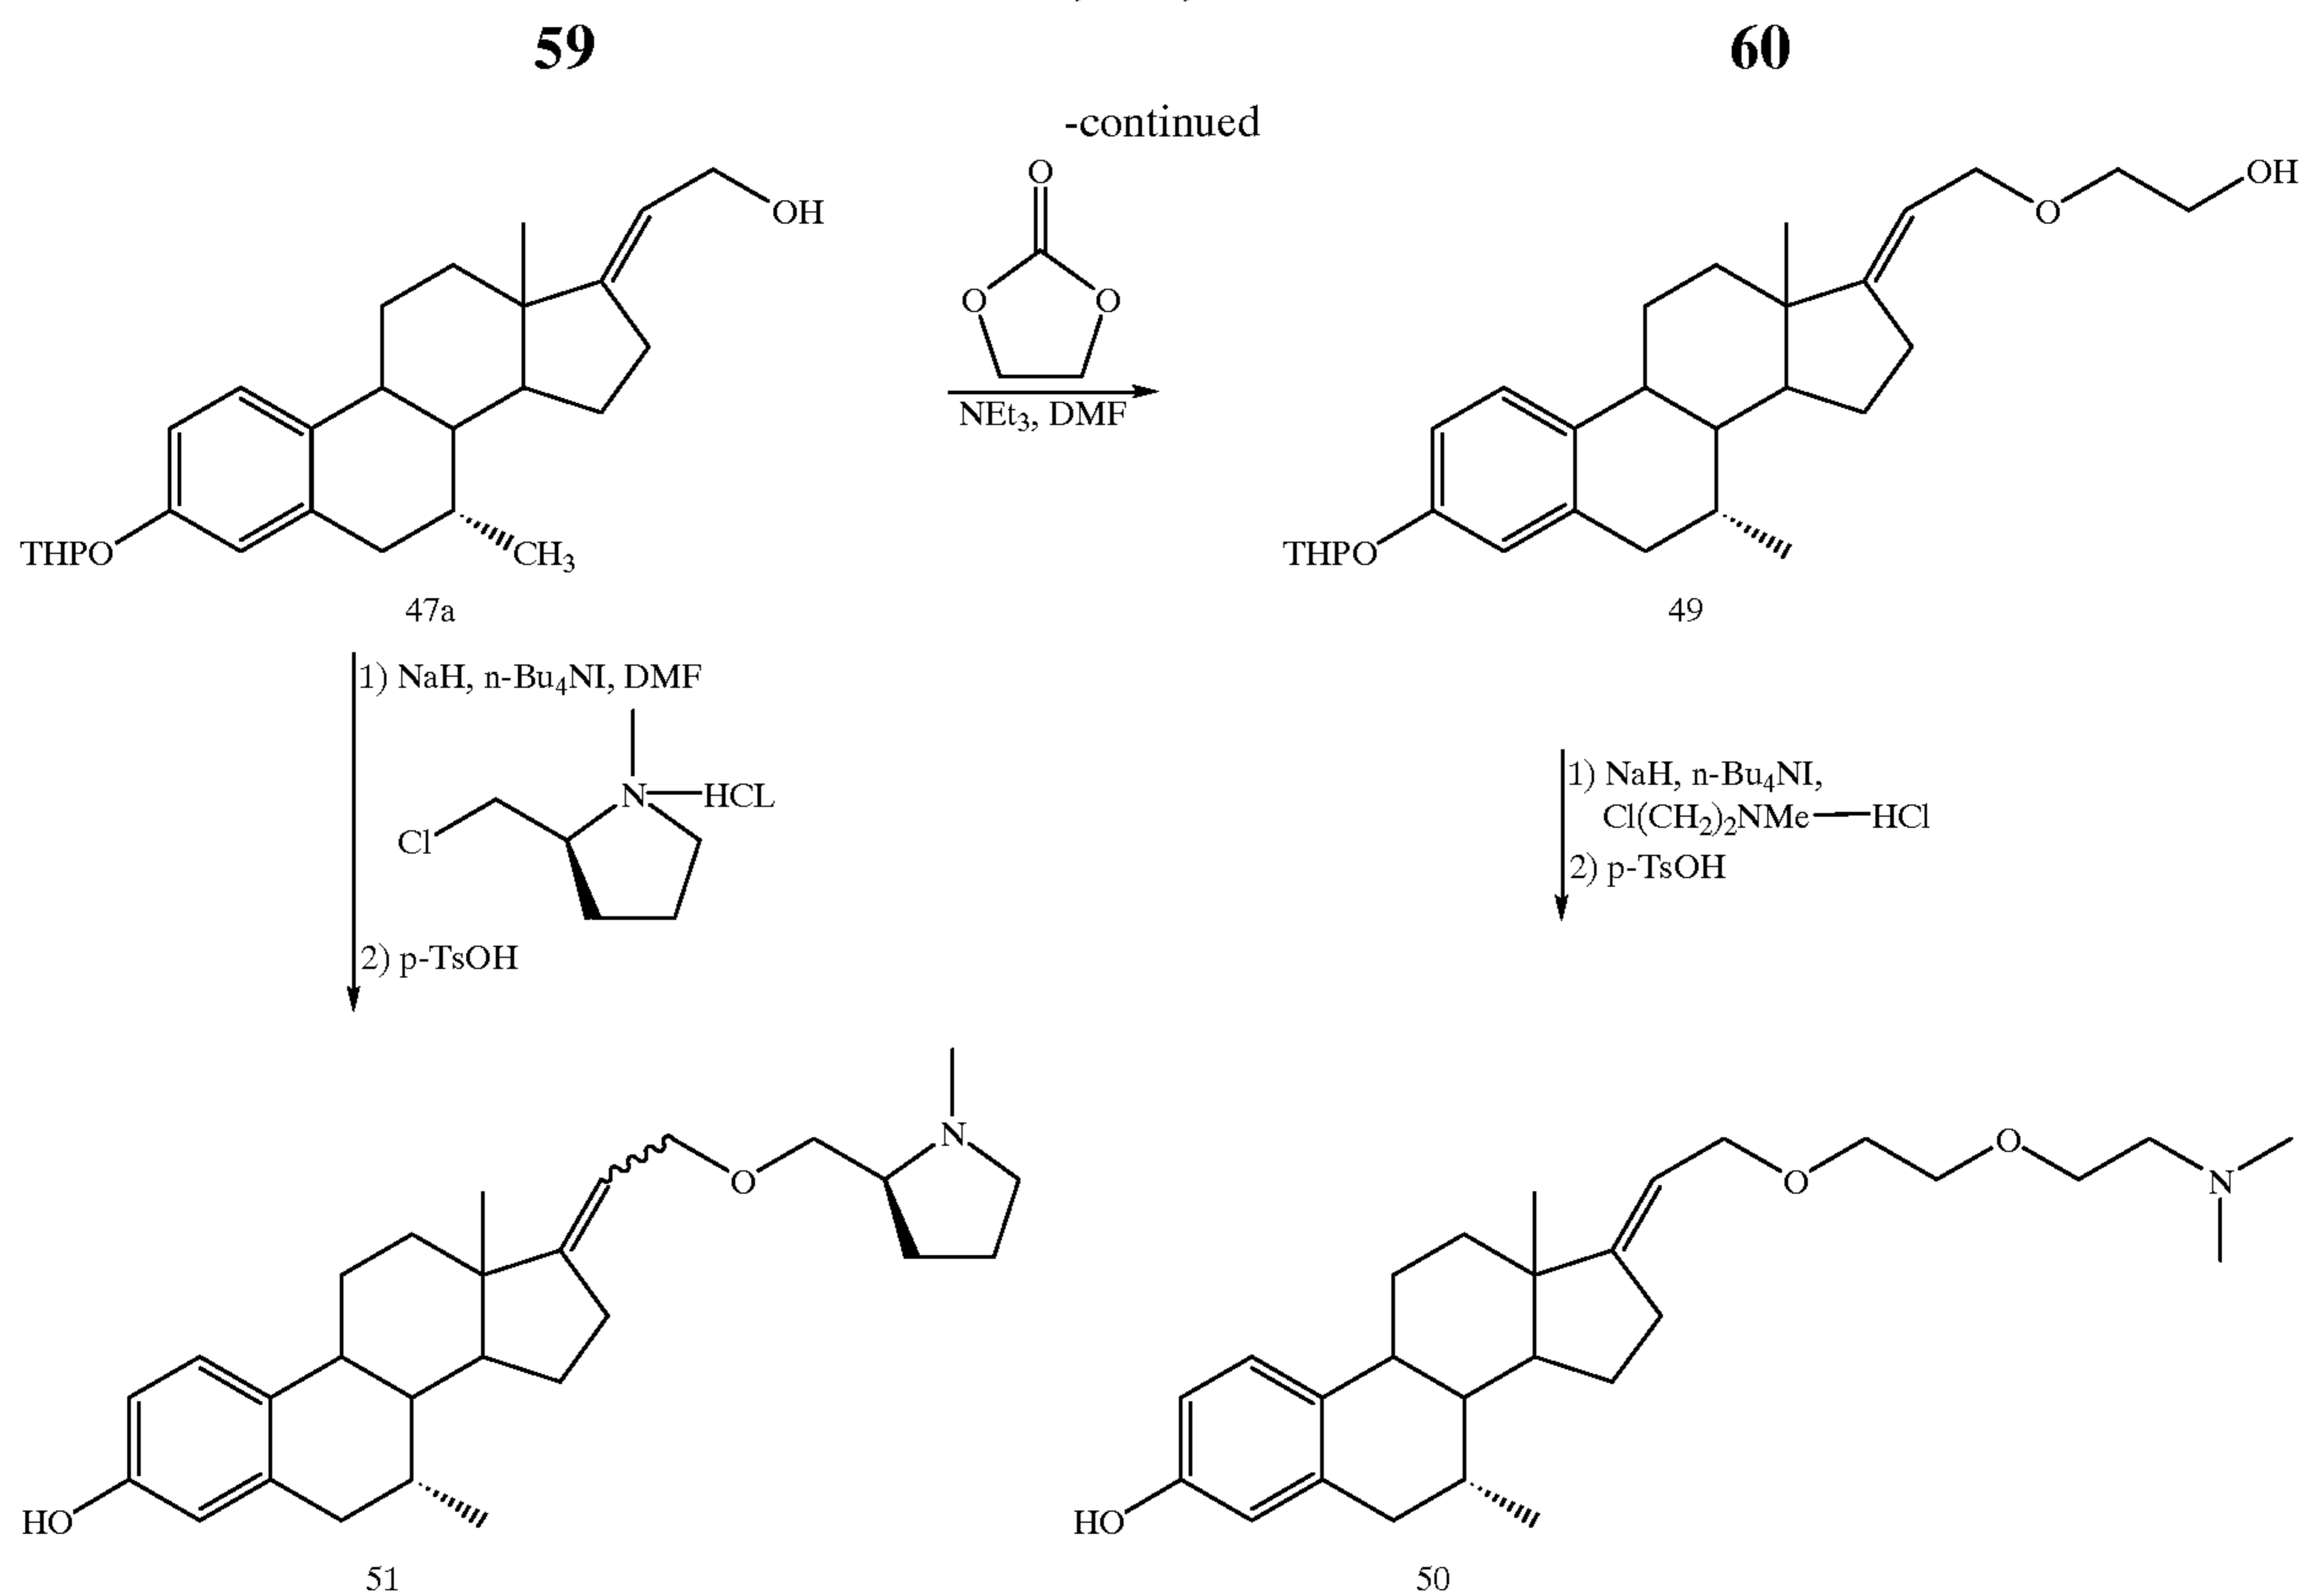 59
60
-continued
O
OH
O
O
NEt3, DMF
THPO
CH3
47a
OH
O
THPO
49
1) NaH, n-Bu4NI, DMF
N—HCL
Cl
2) p-TsOH
1) NaH, n-Bu4NI,
Cl(CH2)2NMe—HCl
2) p-TsOH
N
O
HO
51
O
O
N
HO
50